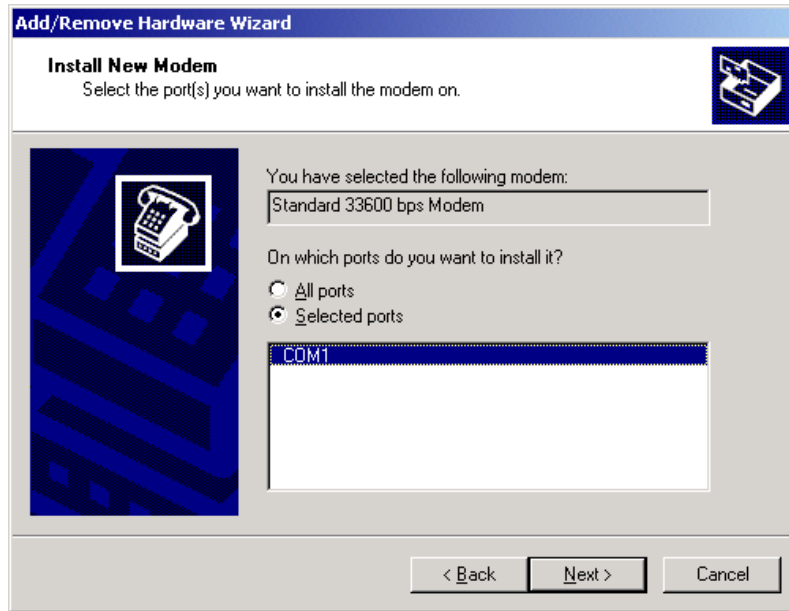 Add/Remove Hardware Wizard
Install New Modem
Select the port(s) you want to install the modem on.
You have selected the following modem:
Standard 33600 bps Modem
On which ports do you want to install it?
All ports
Selected ports
COM1
< Back
Next >
Cancel